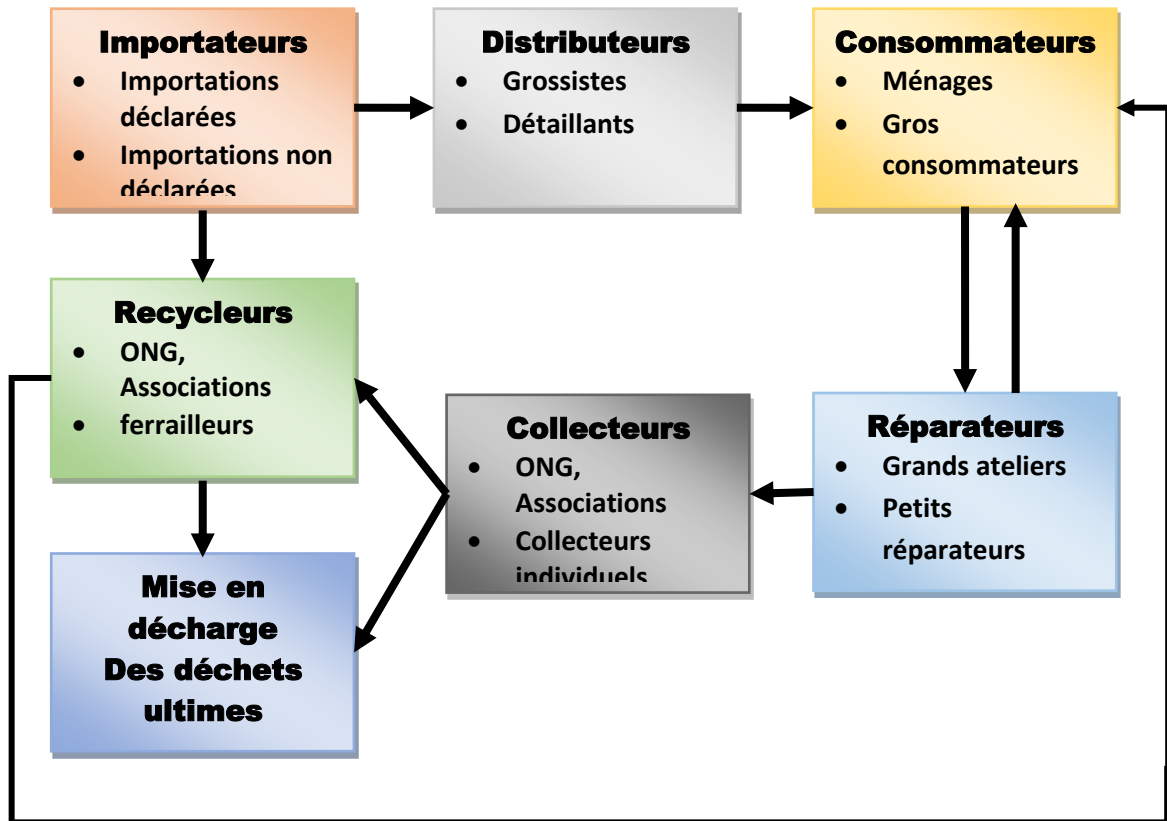 Importateurs
• Importations
déclarées
• Importations non
déclarées
Distributeurs
• Grossistes
• Détaillants
Consommateurs
• Ménages
• Gros
consommateurs
Recycleurs
• ONG,
Associations
• ferrailleurs
Collecteurs
• ONG,
Associations
• Collecteurs
individuels
Réparateurs
• Grands ateliers
• Petits
réparateurs
Mise en
décharge
Des déchets
ultimes